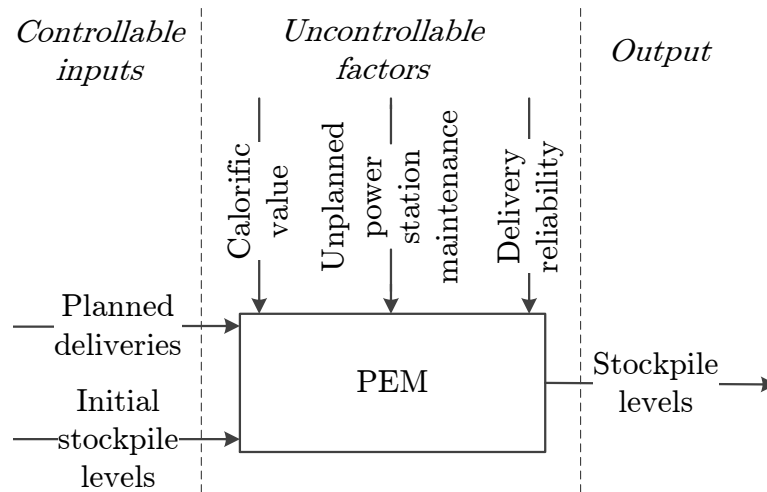 Controllable
inputs
Uncontrollable
factors
Output
Calorific
value
Unplanned
power
station
maintenance
Delivery
reliability
Planned
deliveries
Initial
stockpile
levels
PEM
Stockpile
levels